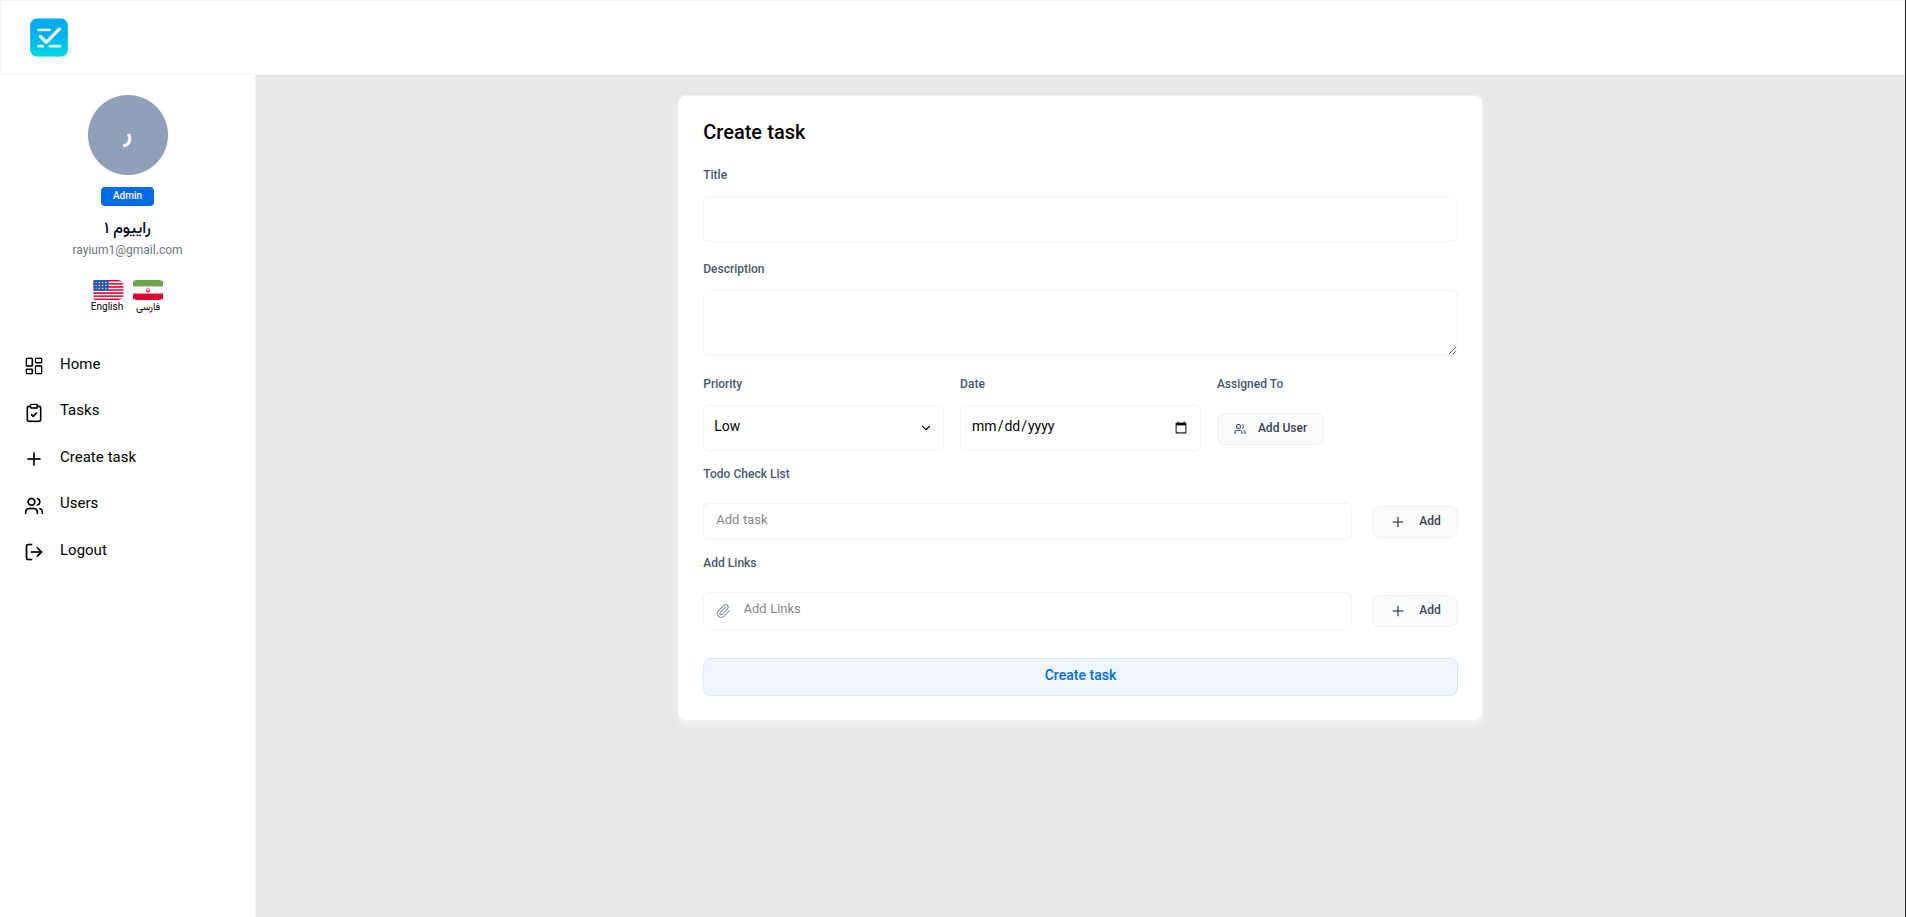 ر
Admin
راییوم ۱
rayium1@gmail.com
English فارسی
Home
Tasks
Create task
Users
Logout
Create task
Title
Description
Priority Date Assigned To
Low mm/dd/yyyy Add User
Todo Check List
Add task Add
Add Links
Add Links Add
Create task